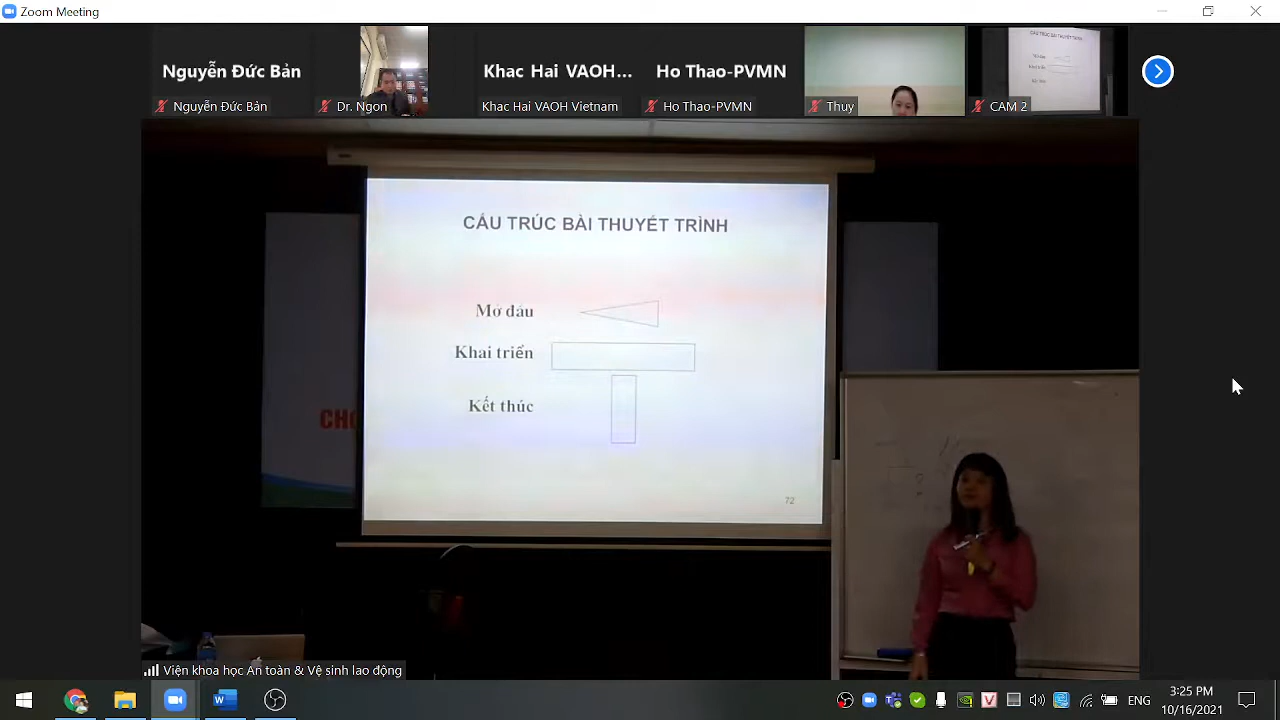 Zoom Meeting
Nguyễn Đức Bản
Khac Hai VAOH...
Ho Thao-PVMN
Nguyễn Đức Bản
Dr. Ngon
Khac Hai VAOH Vietnam
Ho Thao-PVMN
Thuy
CAM 2
CẤU TRÚC BÀI THUYẾT TRÌNH
Mở đầu
Khai triển
Kết thúc
72
CHO
Viện khoa học An toàn & Vệ sinh lao động
ENG
3:25 PM
10/16/2021